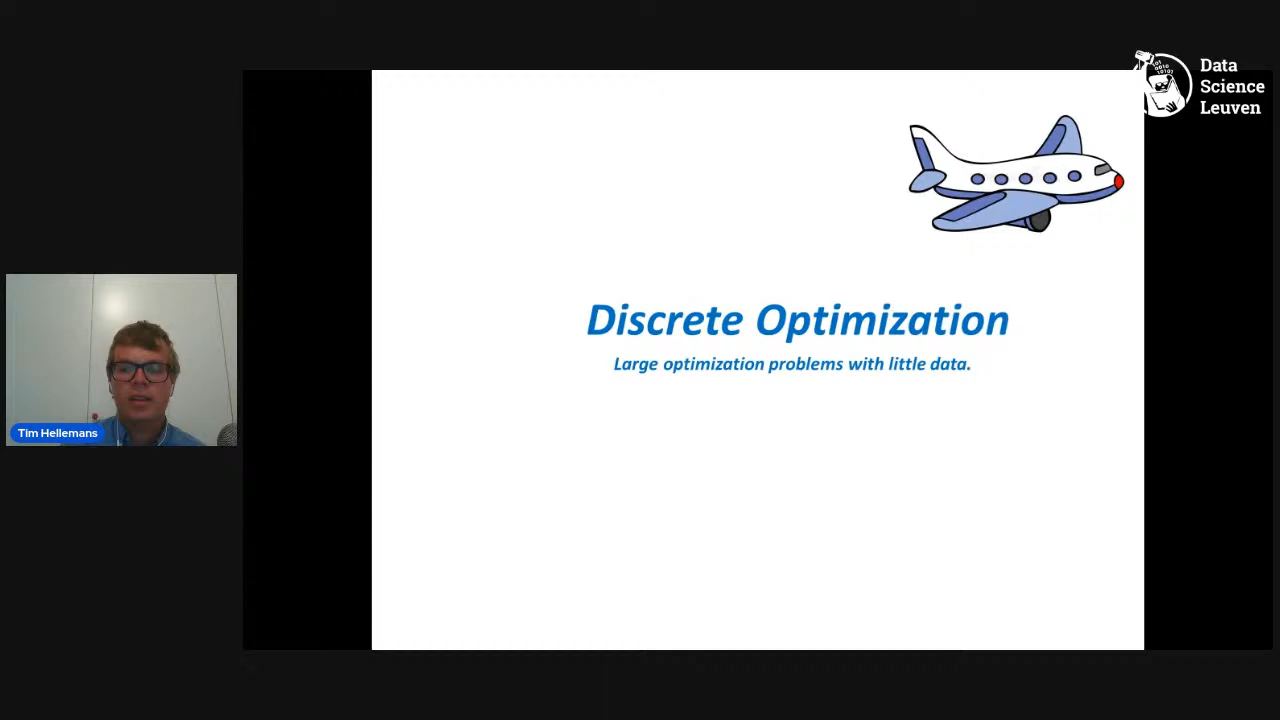 Data
Science
Leuven
Discrete Optimization
Large optimization problems with little data.
Tim Hellemans